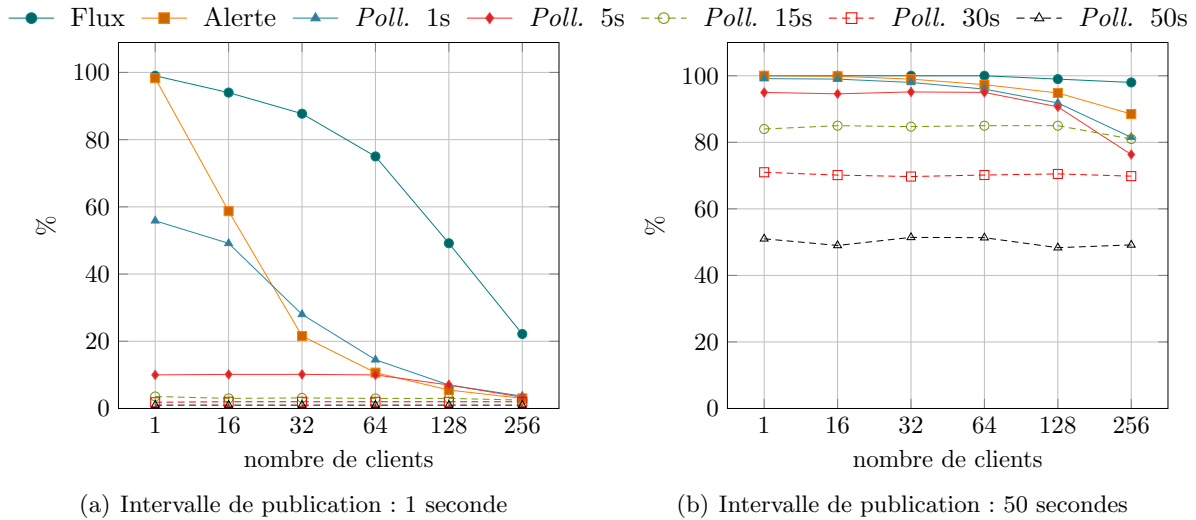 Flux Alerte Poll. 1s Poll. 5s Poll. 15s Poll. 30s Poll. 50s
100
80
60
40
20
0
%
1 16 32 64 128 256
nombre de clients
(a) Intervalle de publication : 1 seconde
100
80
60
40
20
0
%
1 16 32 64 128 256
nombre de clients
(b) Intervalle de publication : 50 secondes